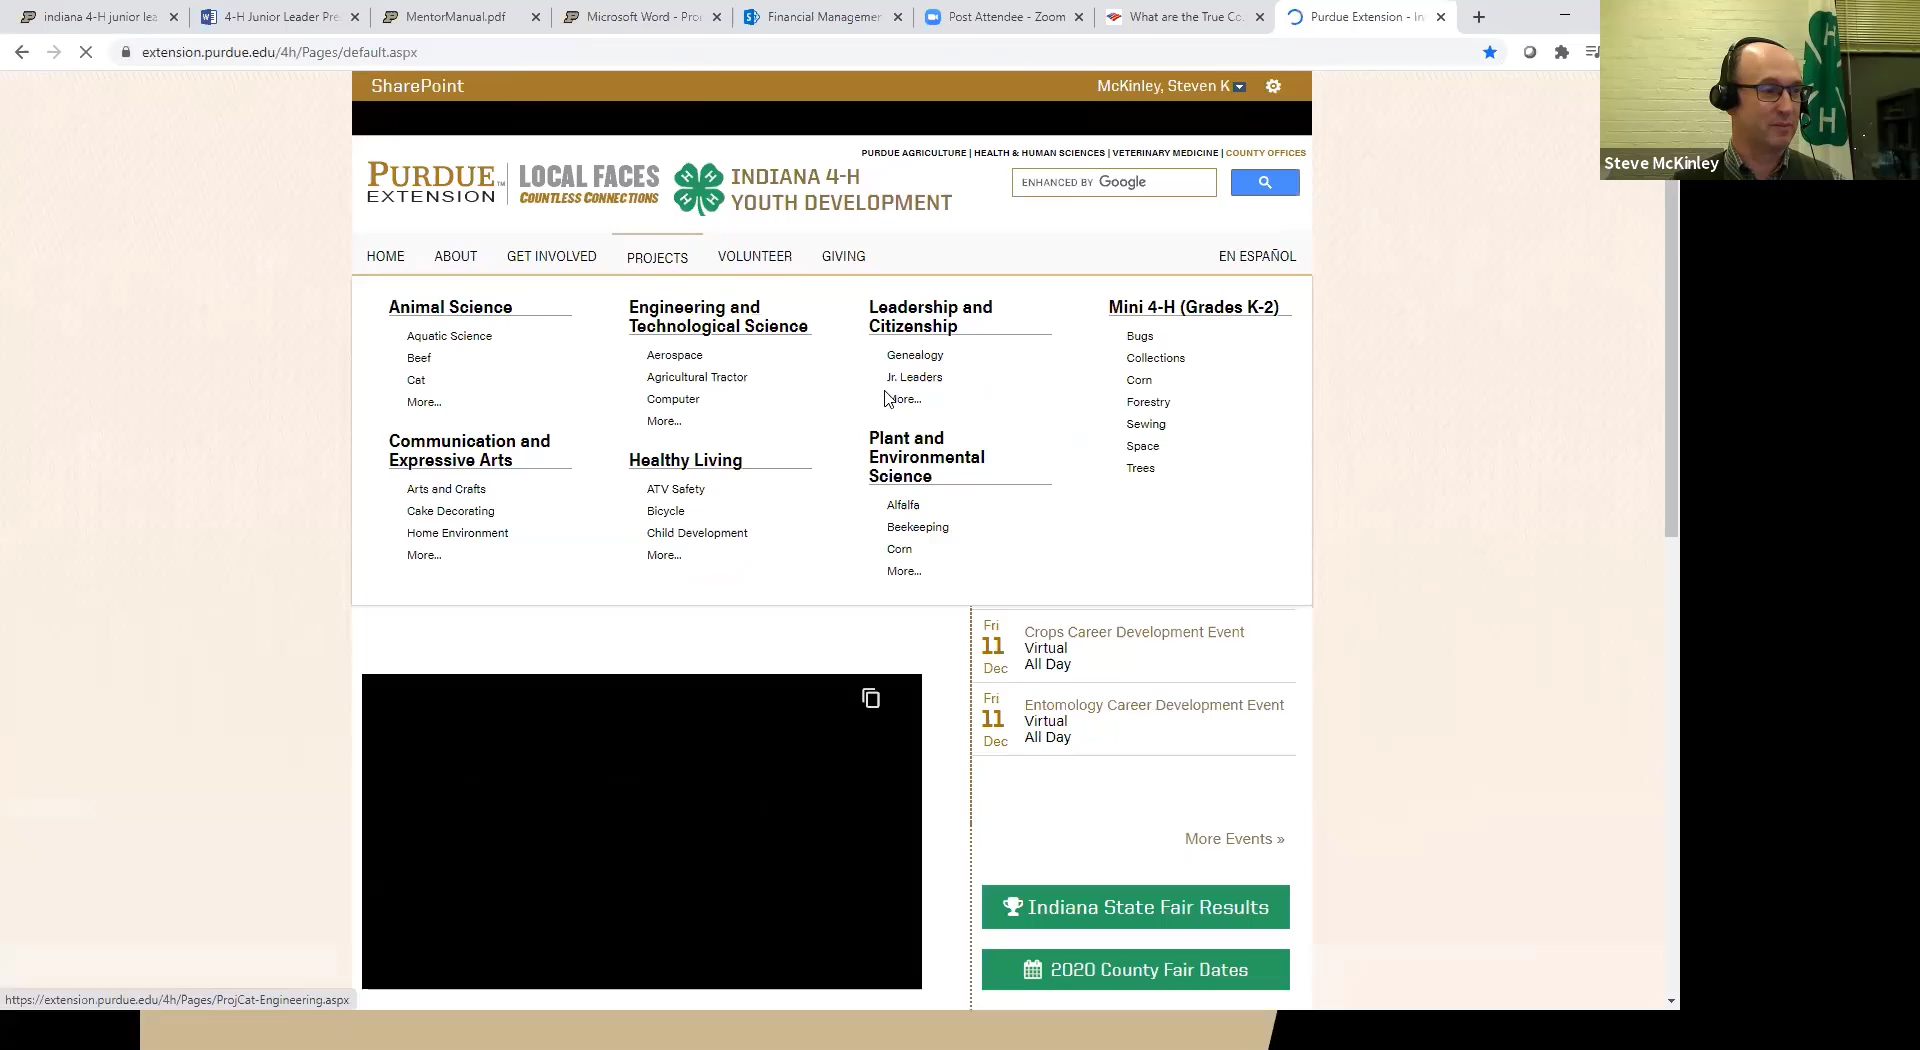 indiana 4-H junior lea
4-H Junior Leader Pre
MentorManual.pdf
Microsoft Word - Pro
Financial Managemen
Post Attendee - Zoom
What are the True Co
Purdue Extension - In
extension.purdue.edu/4h/Pages/default.aspx
Steve McKinley
SharePoint
McKinley, Steven K
PURDUE AGRICULTURE | HEALTH & HUMAN SCIENCES | VETERINARY MEDICINE | COUNTY OFFICES
PURDUE™
EXTENSION
LOCAL FACES
COUNTLESS CONNECTIONS
H H H H
INDIANA 4-H
YOUTH DEVELOPMENT
ENHANCED BY Google
HOME ABOUT GET INVOLVED PROJECTS VOLUNTEER GIVING EN ESPAÑOL
Animal Science
Aquatic Science
Beef
Cat
More...
Communication and
Expressive Arts
Arts and Crafts
Cake Decorating
Home Environment
More...
Engineering and
Technological Science
Aerospace
Agricultural Tractor
Computer
More...
Healthy Living
ATV Safety
Bicycle
Child Development
More...
Leadership and
Citizenship
Genealogy
Jr. Leaders
More...
Plant and
Environmental
Science
Alfalfa
Beekeeping
Corn
More...
Mini 4-H (Grades K-2)
Bugs
Collections
Corn
Forestry
Sewing
Space
Trees
Fri
11
Dec
Crops Career Development Event
Virtual
All Day
Fri
11
Dec
Entomology Career Development Event
Virtual
All Day
More Events »
Indiana State Fair Results
2020 County Fair Dates
https://extension.purdue.edu/4h/Pages/ProjCat-Engineering.aspx
H
H